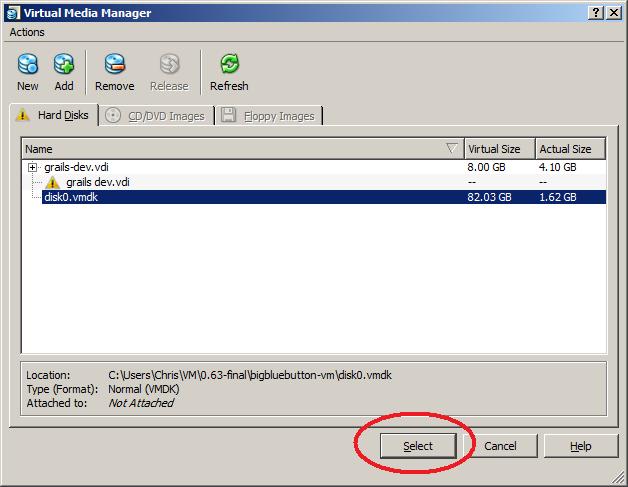 Virtual Media Manager
Actions
New Add Remove Release Refresh
Hard Disks CD/DVD Images Floppy Images
Name Virtual Size Actual Size
grails-dev.vdi 8.00 GB 4.10 GB
grails dev.vdi -- --
disk0.vmdk 82.03 GB 1.62 GB
Location: C:\Users\Chris\VM\0.63-final\bigbluebutton-vm\disk0.vmdk
Type (Format): Normal (VMDK)
Attached to: Not Attached
Select Cancel Help